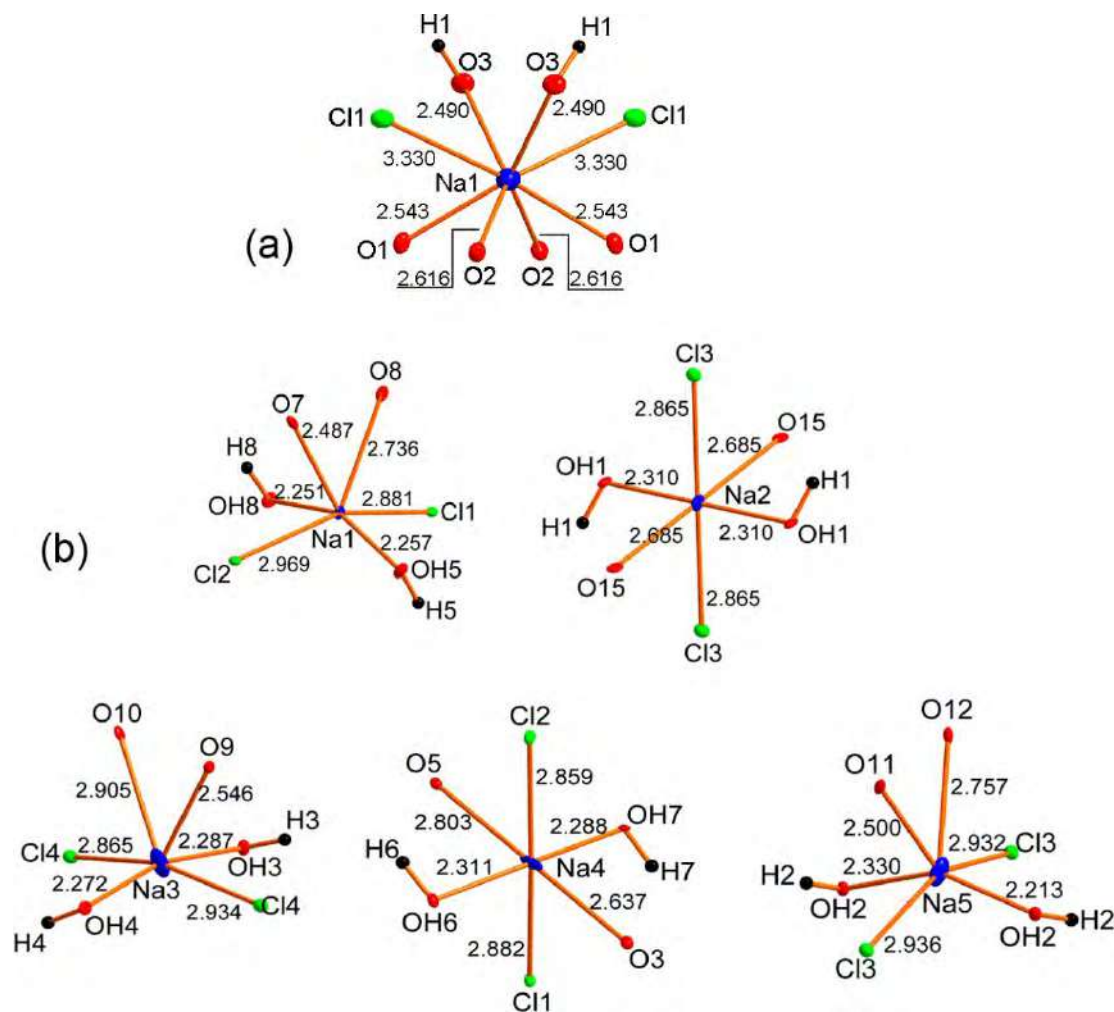 H1 H1
O3 O3
2.490 2.490
Cl1 Cl1
3.330 3.330
Na1
2.543 2.543
(a)
O1 O2 O2 O1
2.616 2.616
(b)
O7 O8
2.487 2.736
H8
OH8 2.251 2.881 Cl1
Na1
Cl2 2.969 2.257 OH5
H5
Cl3
2.865
O15
2.685
OH1 2.310 Na2 H1
H1 2.685 2.310 OH1
O15
2.865
Cl3
O10
O9
2.905 2.546
Cl4 2.865 2.287 H3
OH3
2.272 Na3
2.934 Cl4
H4 OH4
Cl2
O5 2.859
OH7
2.803 2.288
H6 2.311 Na4 H7
OH6 2.637
2.882 O3
Cl1
O12
O11
2.757
2.500 2.932 Cl3
H2 2.330 2.213
OH2 Na5 H2
OH2
Cl3 2.936